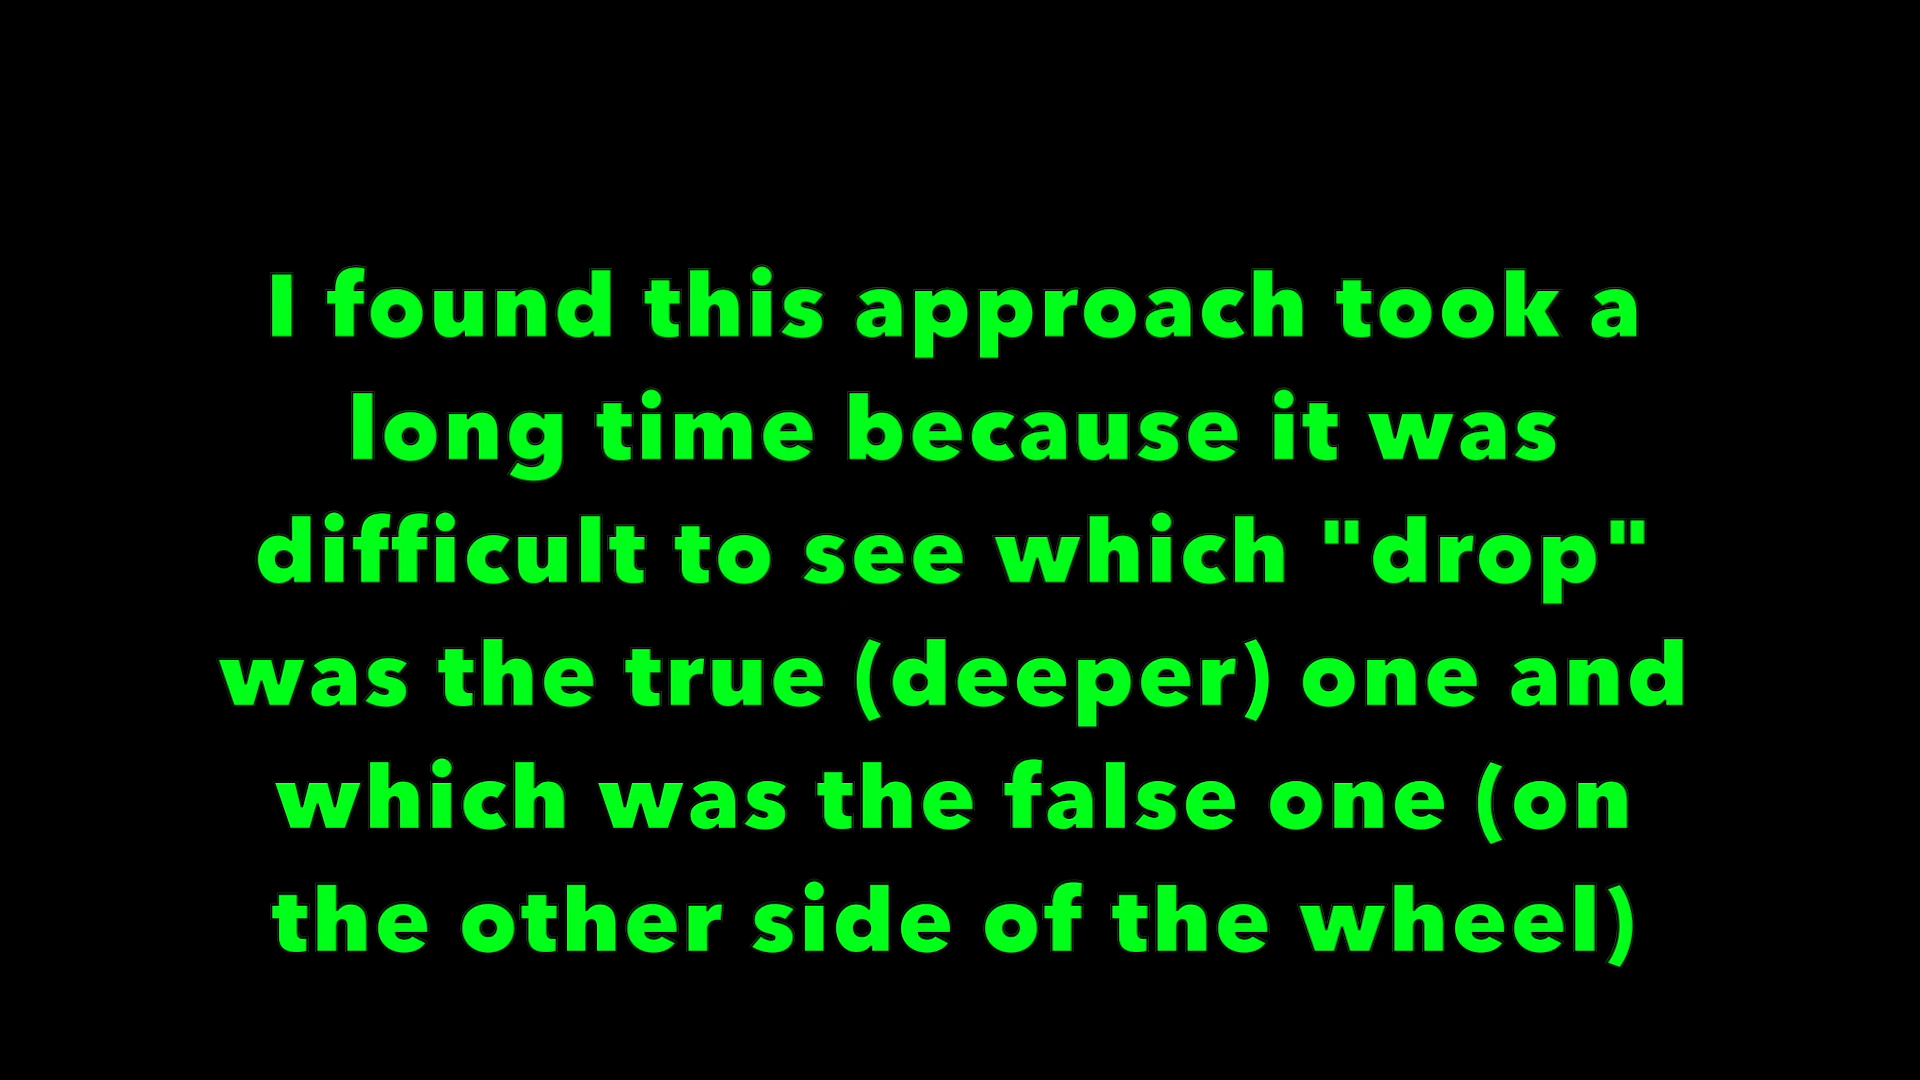 I found this approach took a
long time because it was
difficult to see which "drop"
was the true (deeper) one and
which was the false one (on
the other side of the wheel)